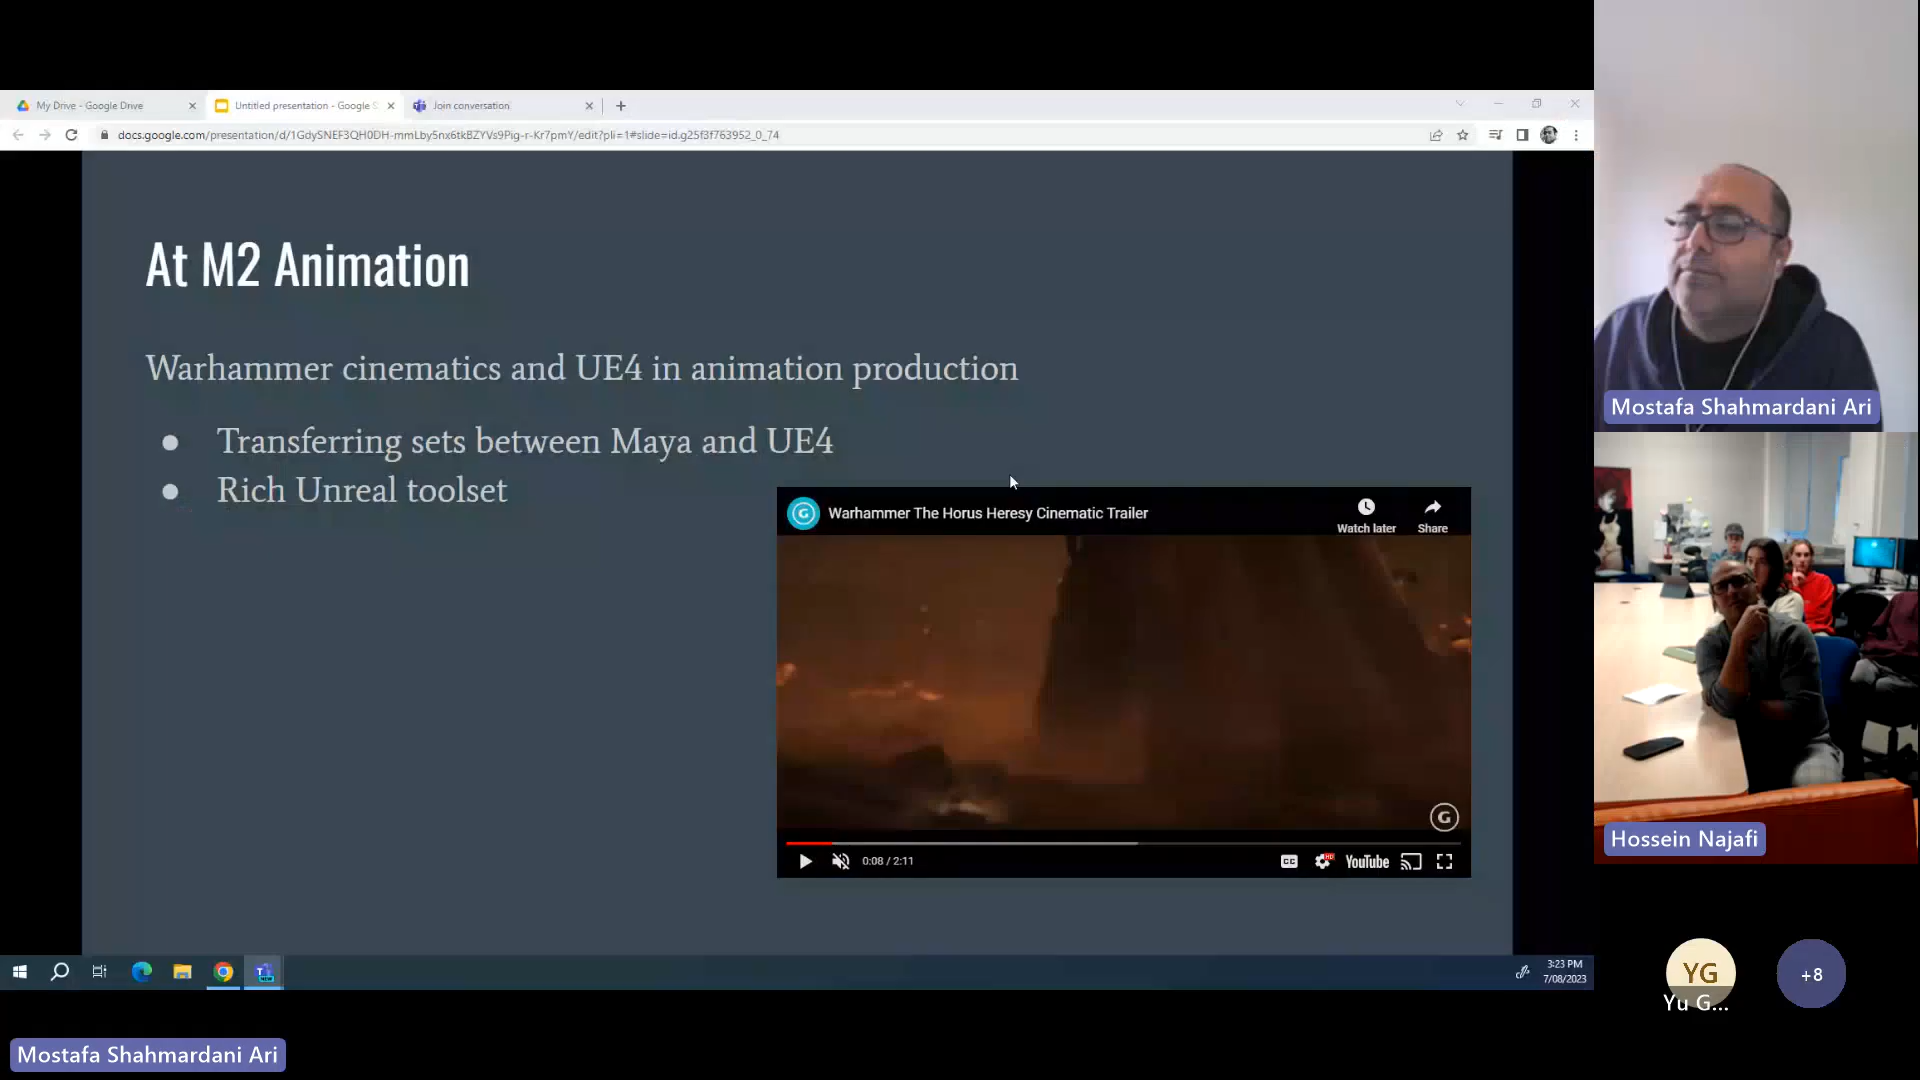 My Drive - Google Drive
Untitled presentation - Google S
Join conversation
docs.google.com/presentation/d/1GdySNEF3QH0DH-mmLby5nx6tkBZYVs9Pig-r-Kr7pmY/edit?pli=1#slide=id.g25f3f763952_0_74
At M2 Animation
Warhammer cinematics and UE4 in animation production
● Transferring sets between Maya and UE4
● Rich Unreal toolset
G
Warhammer The Horus Heresy Cinematic Trailer
Watch later
Share
G
0:08 / 2:11
CC
HD
YouTube
3:23 PM
7/08/2023
Mostafa Shahmardani Ari
Hossein Najafi
YG
Yu G...
+8
Mostafa Shahmardani Ari